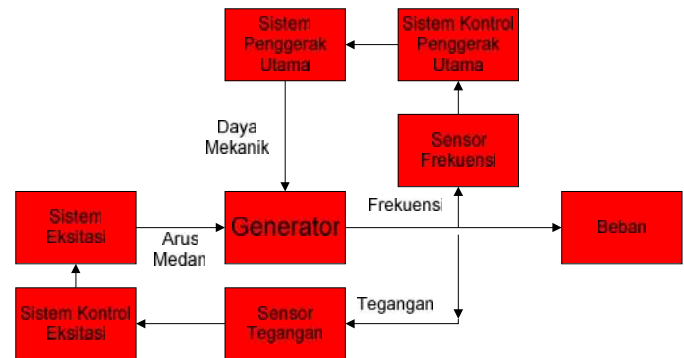 Sistem
Penggerak
Utama
Sistem Kontrol
Penggerak
Utama
Daya
Mekanik
Sensor
Frekuensi
Sistem
Eksitasi
Arus
Medan
Generator
Frekuensi
Beban
Sistem Kontrol
Eksitasi
Sensor
Tegangan
Tegangan